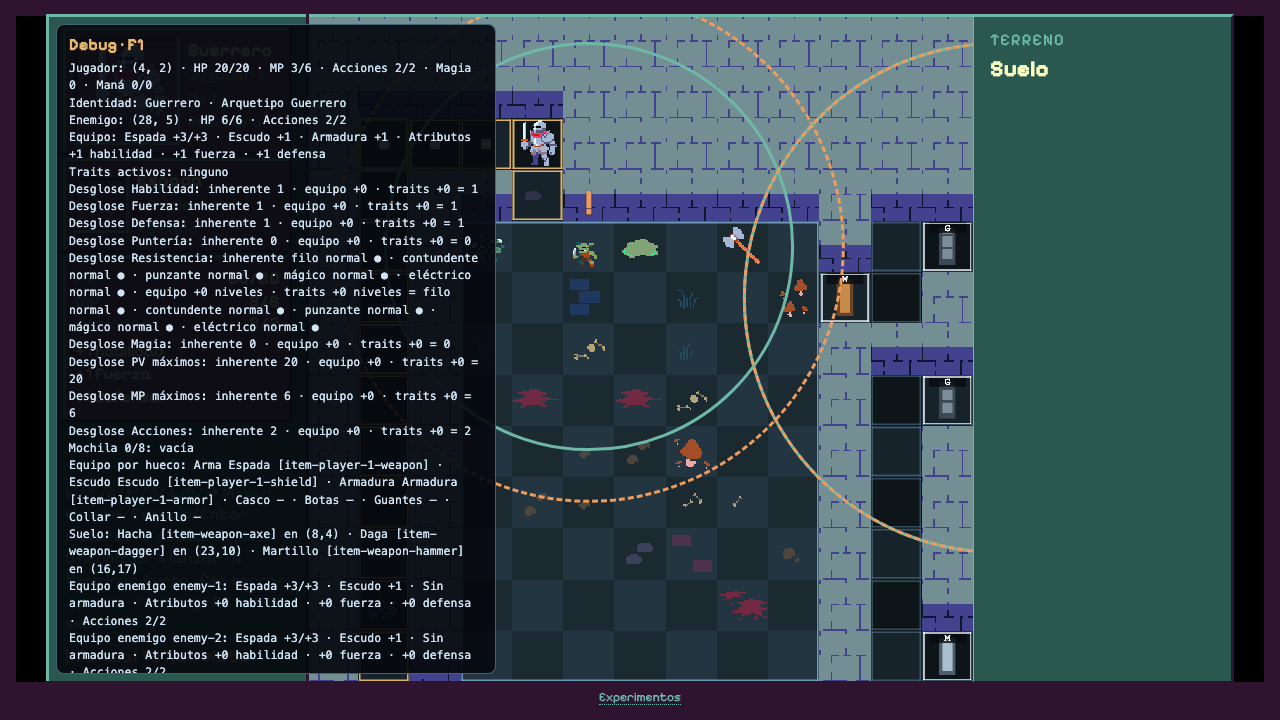 Debug·F1
Jugador: (4, 2) · HP 20/20 · MP 3/6 · Acciones 2/2 · Magia
0 · Maná 0/0
Identidad: Guerrero · Arquetipo Guerrero
Enemigo: (28, 5) · HP 6/6 · Acciones 2/2
Equipo: Espada +3/+3 · Escudo +1 · Armadura +1 · Atributos
+1 habilidad · +1 fuerza · +1 defensa
Traits activos: ninguno
Desglose Habilidad: inherente 1 · equipo +0 · traits +0 = 1
Desglose Fuerza: inherente 1 · equipo +0 · traits +0 = 1
Desglose Defensa: inherente 1 · equipo +0 · traits +0 = 1
Desglose Puntería: inherente 0 · equipo +0 · traits +0 = 0
Desglose Resistencia: inherente filo normal ● · contundente
normal ● · punzante normal ● · mágico normal ● · eléctrico
normal ● · equipo +0 niveles · traits +0 niveles = filo
normal ● · contundente normal ● · punzante normal ● ·
mágico normal ● · eléctrico normal ●
Desglose Magia: inherente 0 · equipo +0 · traits +0 = 0
Desglose PV máximos: inherente 20 · equipo +0 · traits +0 =
20
Desglose MP máximos: inherente 6 · equipo +0 · traits +0 =
6
Desglose Acciones: inherente 2 · equipo +0 · traits +0 = 2
Mochila 0/8: vacía
Equipo por hueco: Arma Espada [item-player-1-weapon] ·
Escudo Escudo [item-player-1-shield] · Armadura Armadura
[item-player-1-armor] · Casco — · Botas — · Guantes — ·
Collar — · Anillo —
Suelo: Hacha [item-weapon-axe] en (8,4) · Daga [item-
weapon-dagger] en (23,10) · Martillo [item-weapon-hammer]
en (16,17)
Equipo enemigo enemy-1: Espada +3/+3 · Escudo +1 · Sin
armadura · Atributos +0 habilidad · +0 fuerza · +0 defensa
· Acciones 2/2
Equipo enemigo enemy-2: Espada +3/+3 · Escudo +1 · Sin
armadura · Atributos +0 habilidad · +0 fuerza · +0 defensa
· Acciones 2/2
G
G
M
TERRENO
Suelo
Experimentos